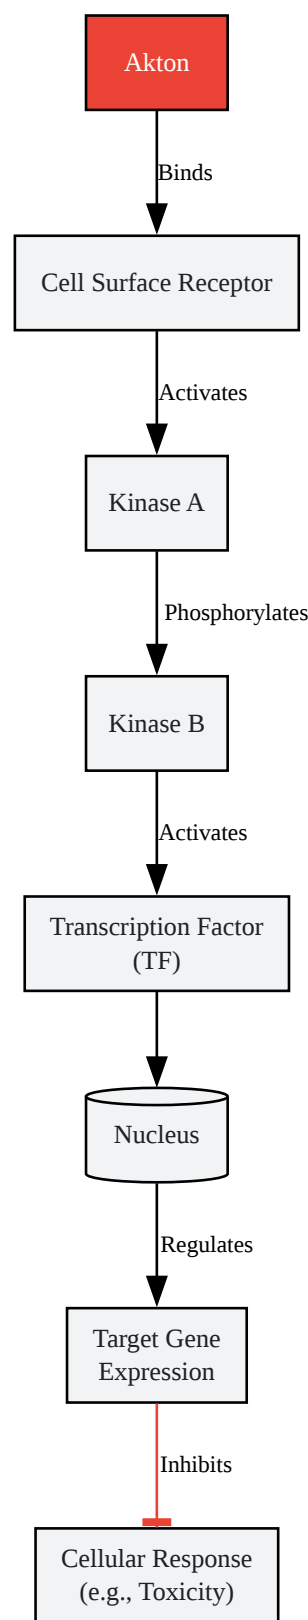 Akton
Binds
Cell Surface Receptor
Activates
Kinase A
Phosphorylates
Kinase B
Activates
Transcription Factor
(TF)
Nucleus
Regulates
Target Gene
Expression
Inhibits
Cellular Response
(e.g., Toxicity)